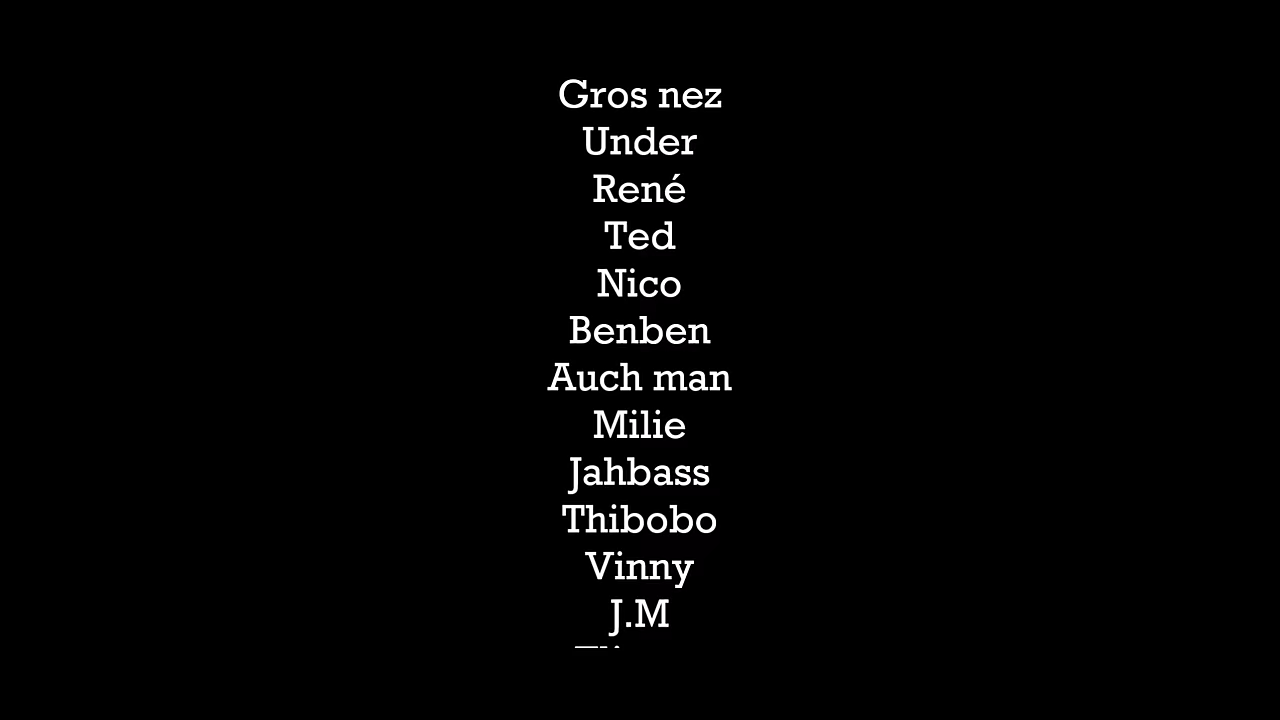 Gros nez
Under
René
Ted
Nico
Benben
Auch man
Milie
Jahbass
Thibobo
Vinny
J.M